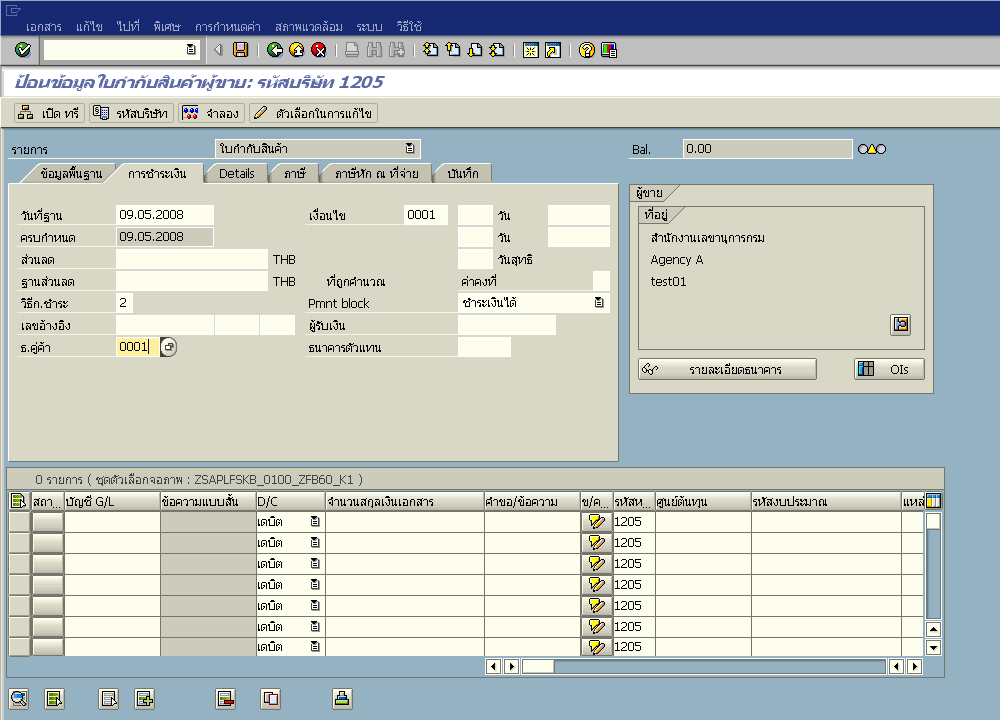 เอกสาร แก้ไข ไปที่ พิเศษ การกำหนดค่า สภาพแวดล้อม ระบบ วิธีใช้
ป้อนข้อมูลใบกำกับสินค้าผู้ขาย: รหัสบริษัท 1205
เปิด ทรี รหัสบริษัท จำลอง ตัวเลือกในการแก้ไข
รายการ ใบกำกับสินค้า Bal. 0.00
ข้อมูลพื้นฐาน การชำระเงิน Details ภาษี ภาษีหัก ณ ที่จ่าย บันทึก
ผู้ขาย
วันที่ฐาน 09.05.2008 เงื่อนไข 0001 วัน
ที่อยู่
ครบกำหนด 09.05.2008 วัน
สำนักงานเลขานุการกรม
ส่วนลด THB วันสุทธิ
Agency A
ฐานส่วนลด THB ที่ถูกคำนวณ ค่าคงที่
test01
วิธีก.ชำระ 2 Pmnt block ชำระเงินได้
เลขอ้างอิง ผู้รับเงิน
ธ.คู่ค้า 0001 ธนาคารตัวแทน
รายละเอียดธนาคาร OIs
0 รายการ ( ชุดตัวเลือกจอภาพ : ZSAPLFSKB_0100_ZFB60_K1 )
สถา... บัญชี G/L ข้อความแบบสั้น D/C จำนวนสกุลเงินเอกสาร คำขอ/ข้อความ ข/ค... รหัสห... ศูนย์ต้นทุน รหัสงบประมาณ แหล่
เดบิต 1205
เดบิต 1205
เดบิต 1205
เดบิต 1205
เดบิต 1205
เดบิต 1205
เดบิต 1205